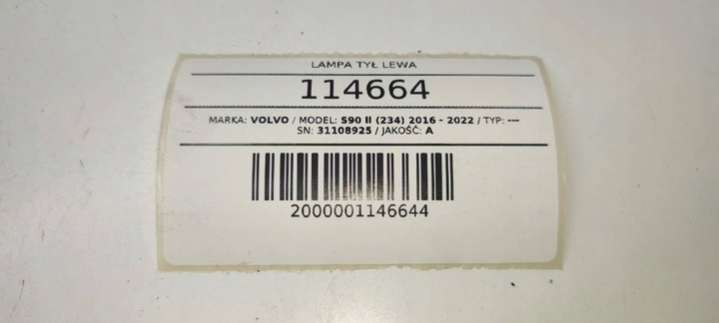 LAMPA TYŁ LEWA
114664
MARKA: VOLVO / MODEL: S90 II (234) 2016 - 2022 / TYP: ---
SN: 31108925 / JAKOŚĆ: A
2000001146644